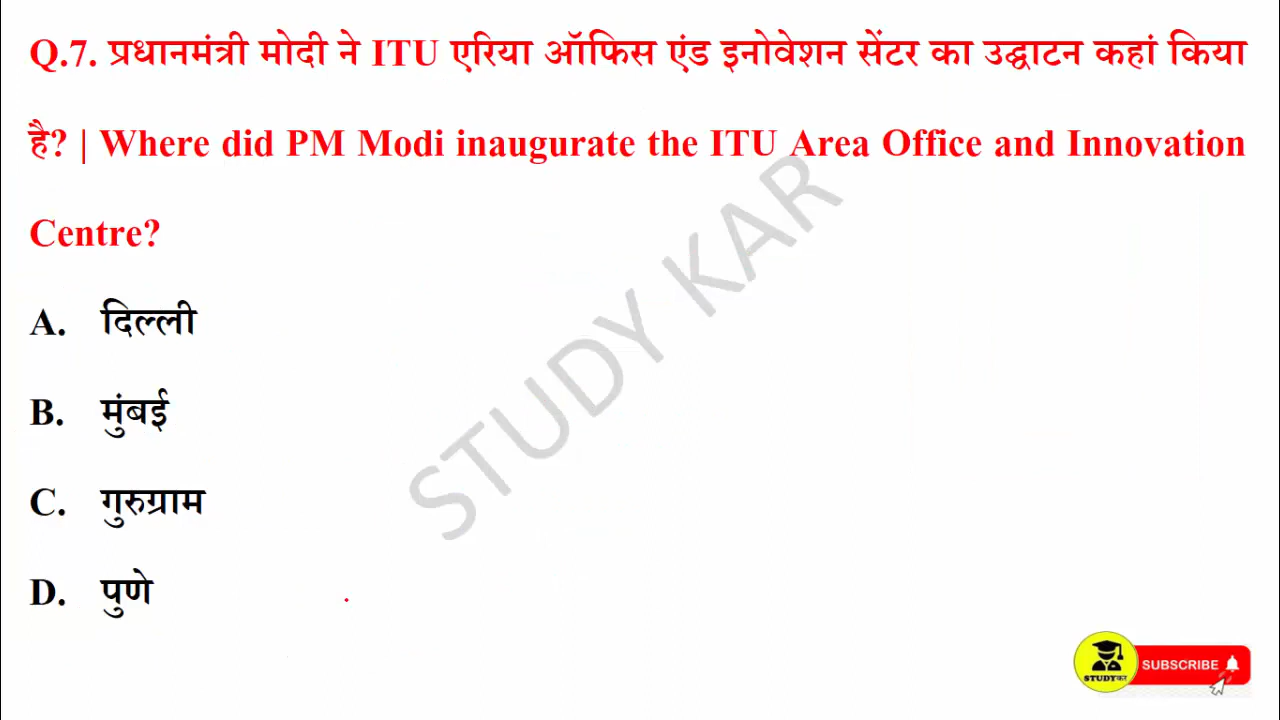 Q.7. प्रधानमंत्री मोदी ने ITU एरिया ऑफिस एंड इनोवेशन सेंटर का उद्घाटन कहां किया
है? | Where did PM Modi inaugurate the ITU Area Office and Innovation
Centre?
A. दिल्ली
B. मुंबई
C. गुरुग्राम
D. पुणे
STUDY KAR
SUBSCRIBE
STUDYकर